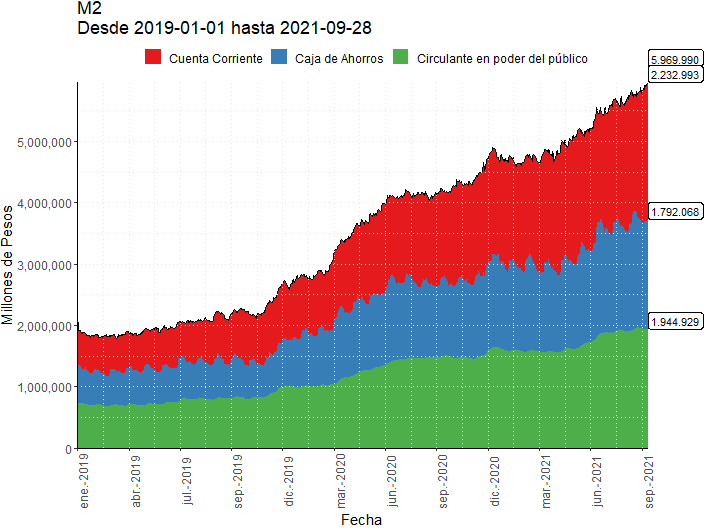 M2
Desde 2019-01-01 hasta 2021-09-28
Cuenta Corriente Caja de Ahorros Circulante en poder del público
5.969.990
2.232.993
1.792.068
1.944.929
Millones de Pesos
5,000,000
4,000,000
3,000,000
2,000,000
1,000,000
0
ene.-2019
abr.-2019
jul.-2019
sep.-2019
dic.-2019
mar.-2020
jun.-2020
sep.-2020
dic.-2020
mar.-2021
jun.-2021
sep.-2021
Fecha